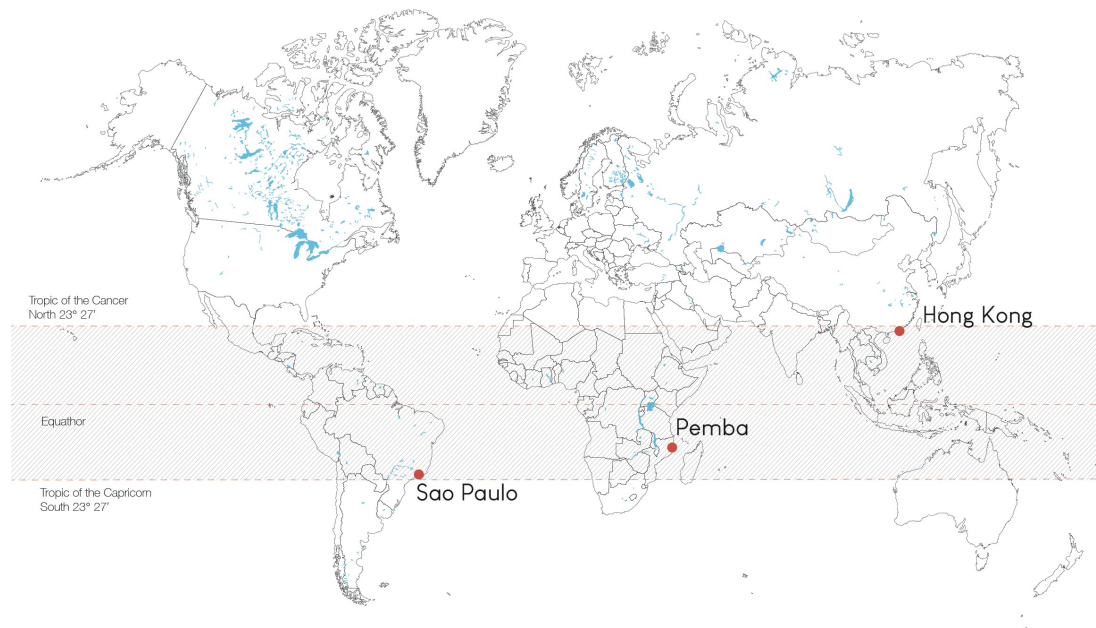 Tropic of the Cancer
North 23° 27'
Hong Kong
Equathor
Pemba
Tropic of the Capricorn
South 23° 27'
Sao Paulo